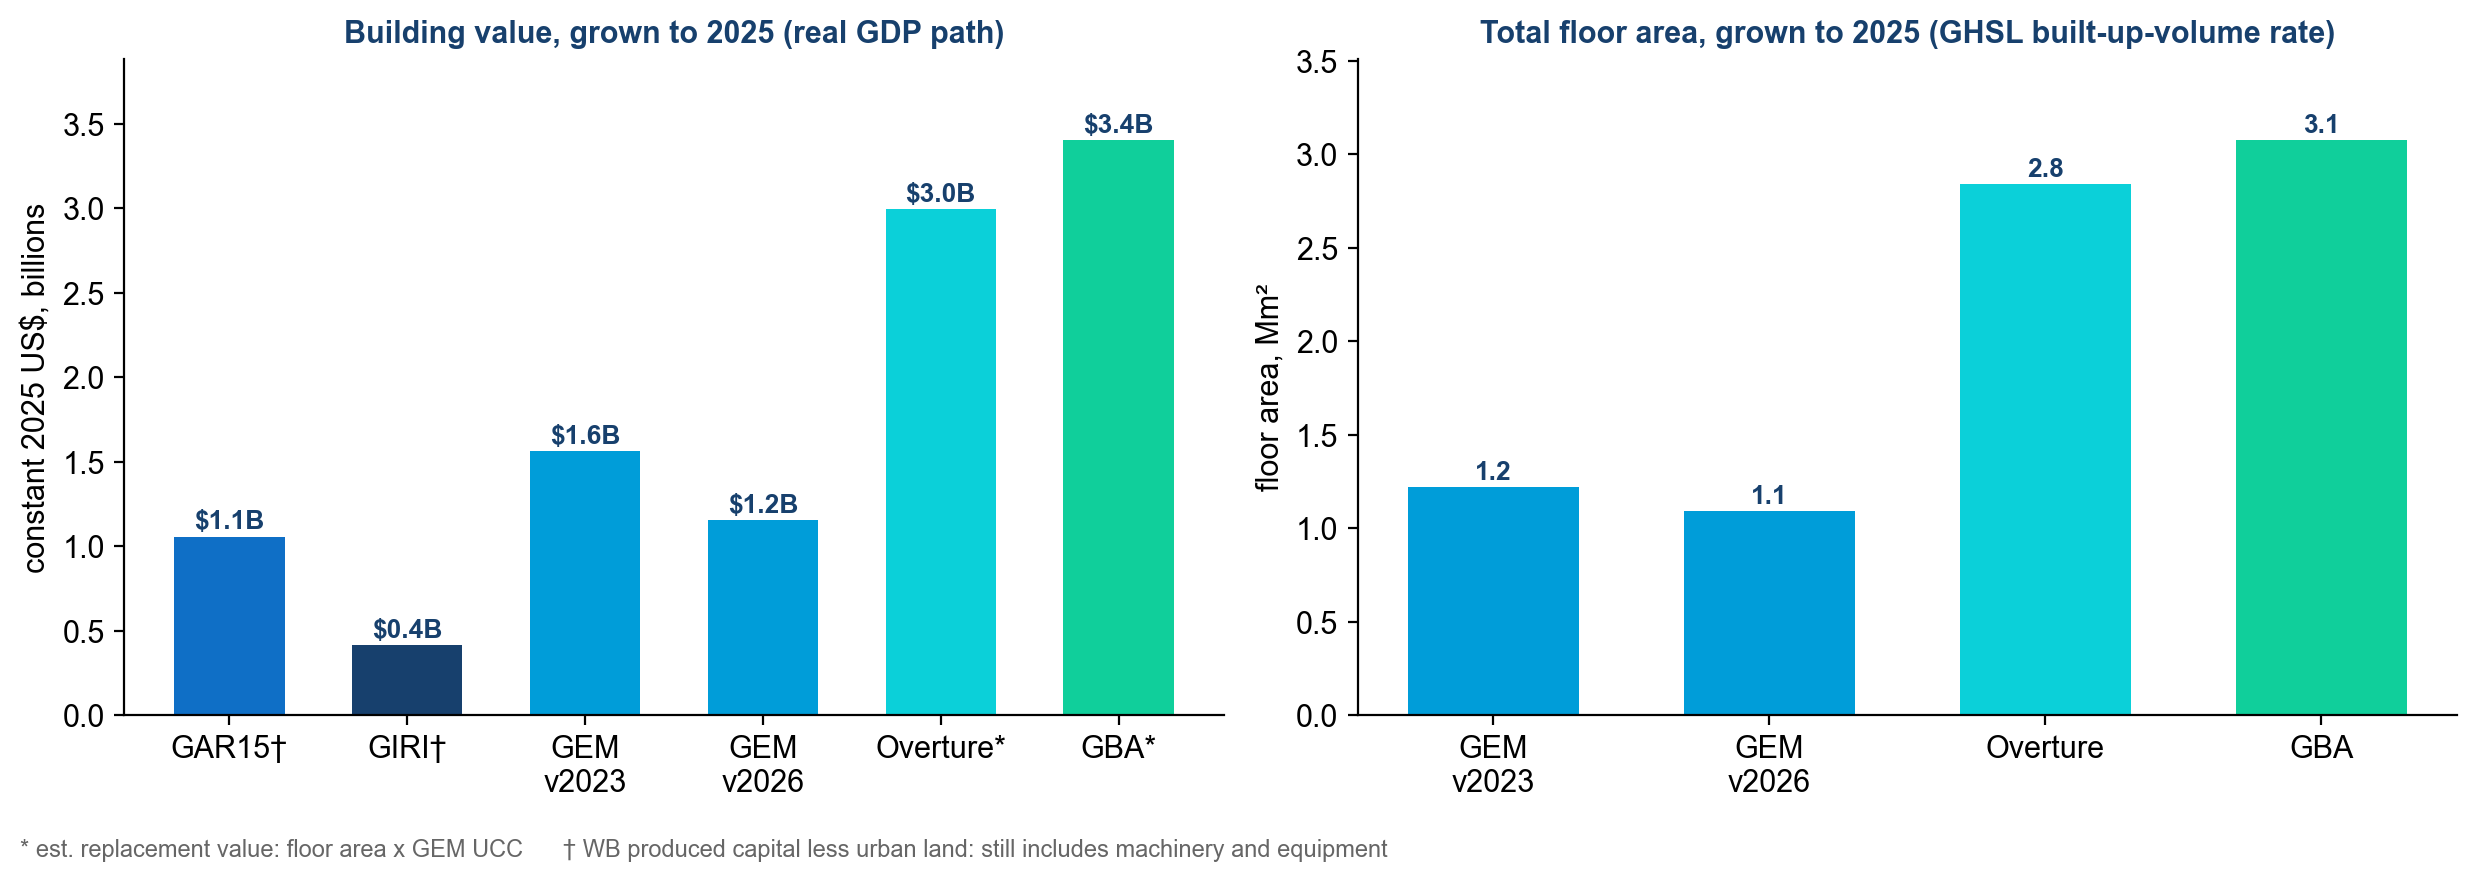 Building value, grown to 2025 (real GDP path)
constant 2025 US$, billions
3.5
3.0
2.5
2.0
1.5
1.0
0.5
0.0
$1.1B
$0.4B
$1.6B
$1.2B
$3.0B
$3.4B
GAR15†
GIRI†
GEM
v2023
GEM
v2026
Overture*
GBA*
Total floor area, grown to 2025 (GHSL built-up-volume rate)
floor area, Mm²
3.5
3.0
2.5
2.0
1.5
1.0
0.5
0.0
1.2
1.1
2.8
3.1
GEM
v2023
GEM
v2026
Overture
GBA
* est. replacement value: floor area x GEM UCC † WB produced capital less urban land: still includes machinery and equipment